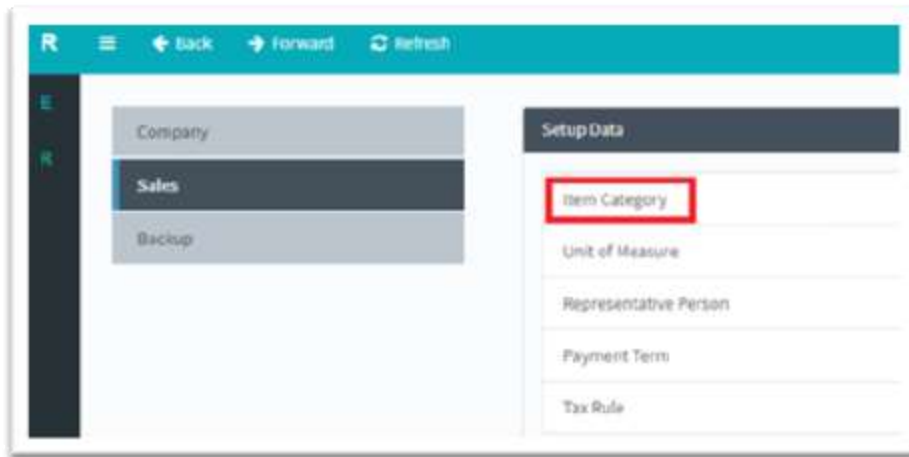 R Back Forward Refresh
E
R
Company
Sales
Backup
Setup Data
Item Category
Unit of Measure
Representative Person
Payment Term
Tax Rule